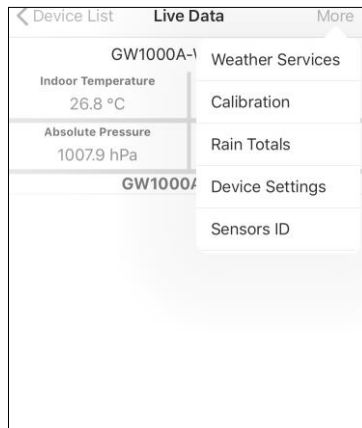 Device List Live Data More
GW1000A-
Weather Services
Indoor Temperature
26.8 °C
Calibration
Absolute Pressure
1007.9 hPa
Rain Totals
GW1000A
Device Settings
Sensors ID